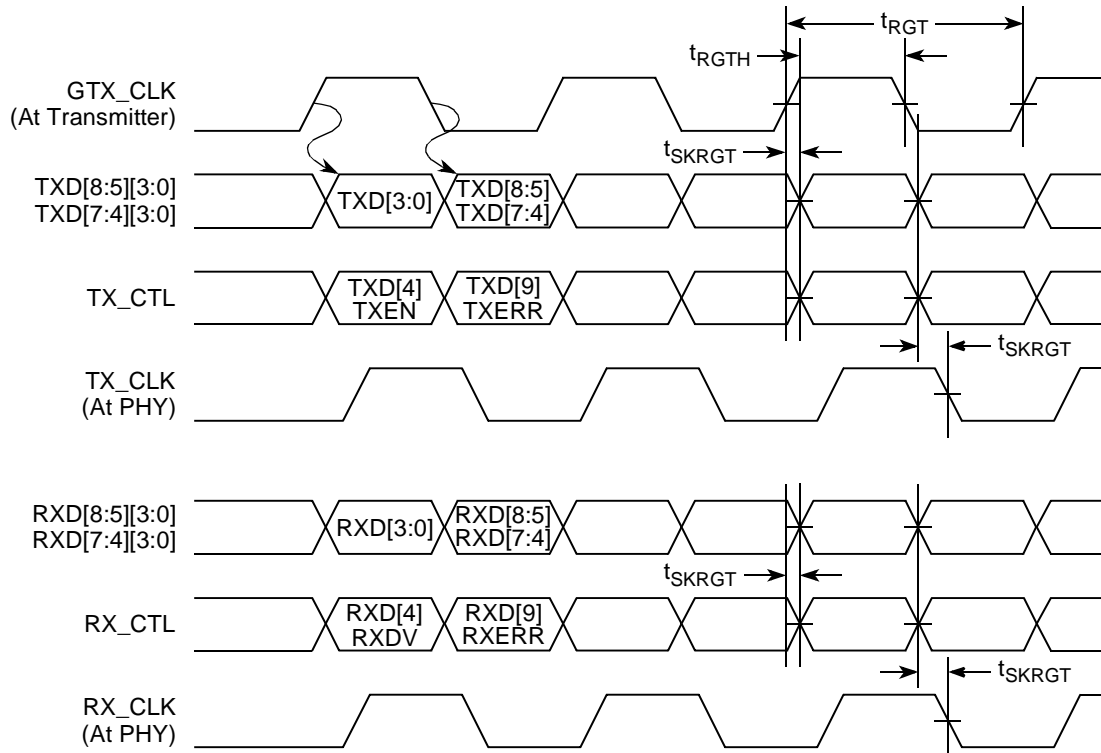 tRGT
tRGTH
GTX_CLK
(At Transmitter)
tSKRGT
TXD[8:5][3:0]
TXD[7:4][3:0]
TXD[3:0]
TXD[8:5]
TXD[7:4]
TX_CTL
TXD[4]
TXEN
TXD[9]
TXERR
tSKRGT
TX_CLK
(At PHY)
RXD[8:5][3:0]
RXD[7:4][3:0]
RXD[3:0]
RXD[8:5]
RXD[7:4]
tSKRGT
RX_CTL
RXD[4]
RXDV
RXD[9]
RXERR
tSKRGT
RX_CLK
(At PHY)